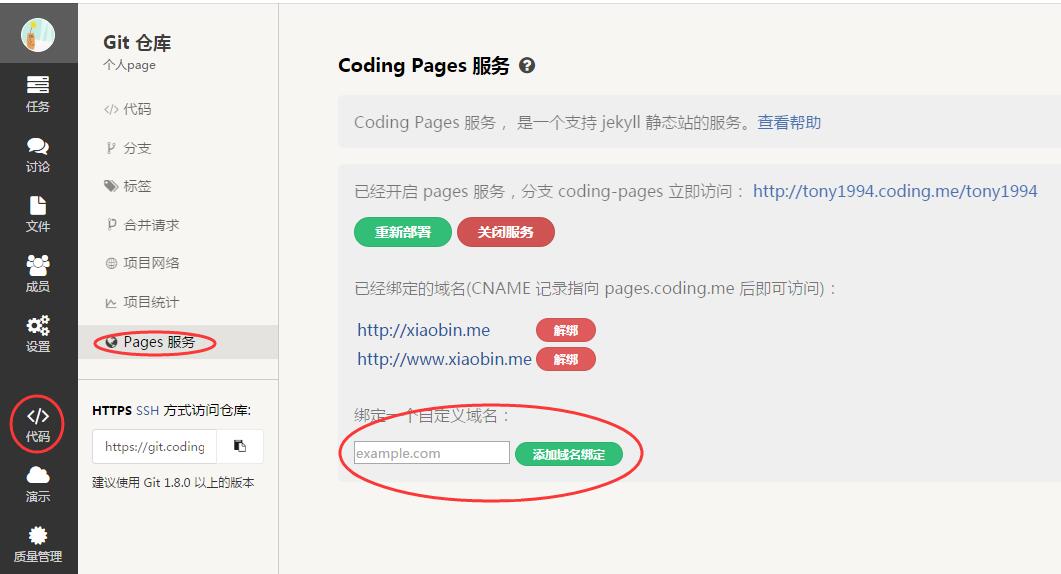 任务
讨论
文件
成员
设置
代码
演示
质量管理
Git 仓库
个人page
代码
分支
标签
合并请求
项目网络
项目统计
Pages 服务
HTTPS SSH 方式访问仓库:
https://git.coding
建议使用 Git 1.8.0 以上的版本
Coding Pages 服务
Coding Pages 服务， 是一个支持 jekyll 静态站的服务。查看帮助
已经开启 pages 服务，分支 coding-pages 立即访问： http://tony1994.coding.me/tony1994
重新部署 关闭服务
已经绑定的域名(CNAME 记录指向 pages.coding.me 后即可访问)：
http://xiaobin.me 解绑
http://www.xiaobin.me 解绑
绑定一个自定义域名：
example.com 添加域名绑定